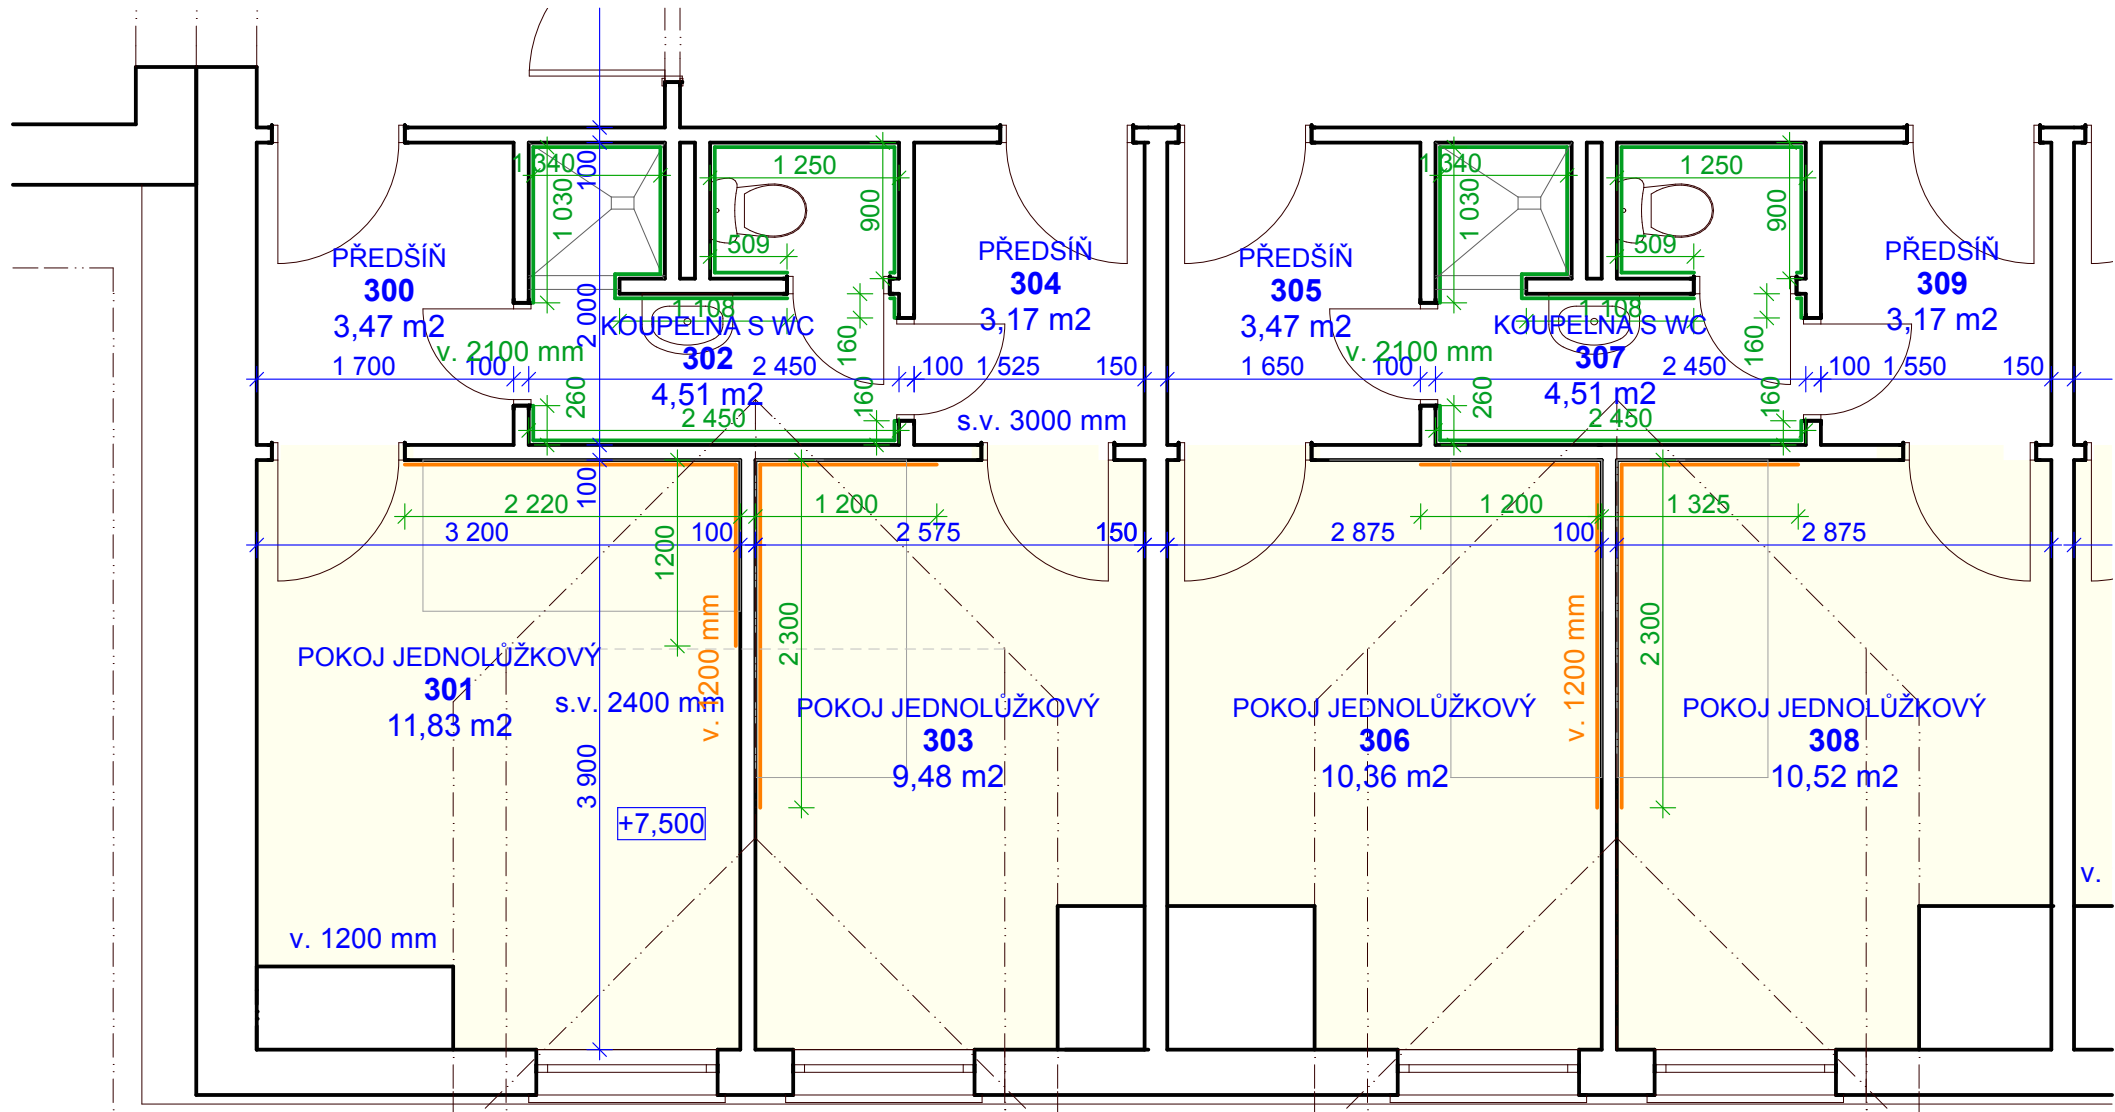 1 340
100
1 030
1 250
900
509
PŘEDŠÍŇ
300
3,47 m2
PŘEDSÍŇ
304
3,17 m2
1 108
2 000
KOUPELNA S WC
302
4,51 m2
v. 2100 mm
160
260
160
1 700
100
2 450
100
1 525
150
2 450
s.v. 3000 mm
1 340
1 030
1 250
900
509
PŘEDŠÍŇ
305
3,47 m2
PŘEDSÍŇ
309
3,17 m2
1 108
KOUPELNA S WC
307
4,51 m2
v. 2100 mm
160
260
160
1 650
100
2 450
100
1 550
150
2 450
100
2 220
1 200
1 200
1 325
3 200
100
2 575
150
2 875
100
2 875
1200
2 300
2 300
v. 1200 mm
v. 1200 mm
POKOJ JEDNOLŮŽKOVÝ
301
11,83 m2
s.v. 2400 mm
POKOJ JEDNOLŮŽKOVÝ
303
9,48 m2
POKOJ JEDNOLŮŽKOVÝ
306
10,36 m2
POKOJ JEDNOLŮŽKOVÝ
308
10,52 m2
3 900
+7,500
v. 1200 mm
v.